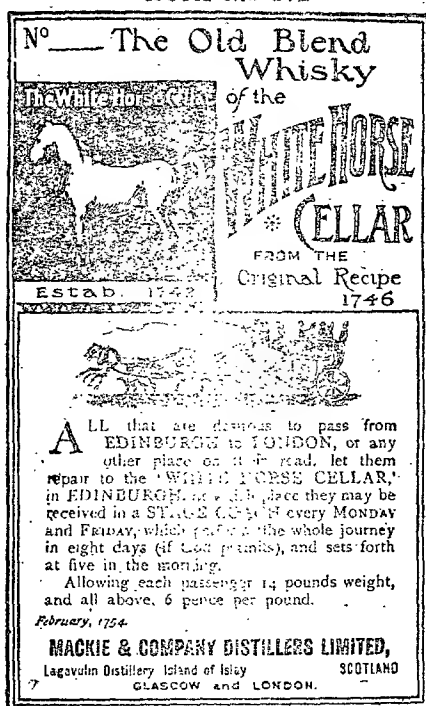 Nº___ The Old Blend
Whisky
The White Horse Cellar
of the
WHITE HORSE
CELLAR
FROM THE
Original Recipe
1746
Estab. 1742
ALL that are desirous to pass from
EDINBURGH to LONDON, or any
other place on their road, let them
repair to the 'WHITE HORSE CELLAR,'
in EDINBURGH, at which place they may be
received in a STAGE COACH every MONDAY
and FRIDAY, which performs the whole journey
in eight days (if God permits), and sets forth
at five in the morning.
Allowing each passenger 14 pounds weight,
and all above, 6 pence per pound.
February, 1754.
MACKIE & COMPANY DISTILLERS LIMITED,
Lagavulin Distillery Island of Islay SCOTLAND
GLASGOW and LONDON.